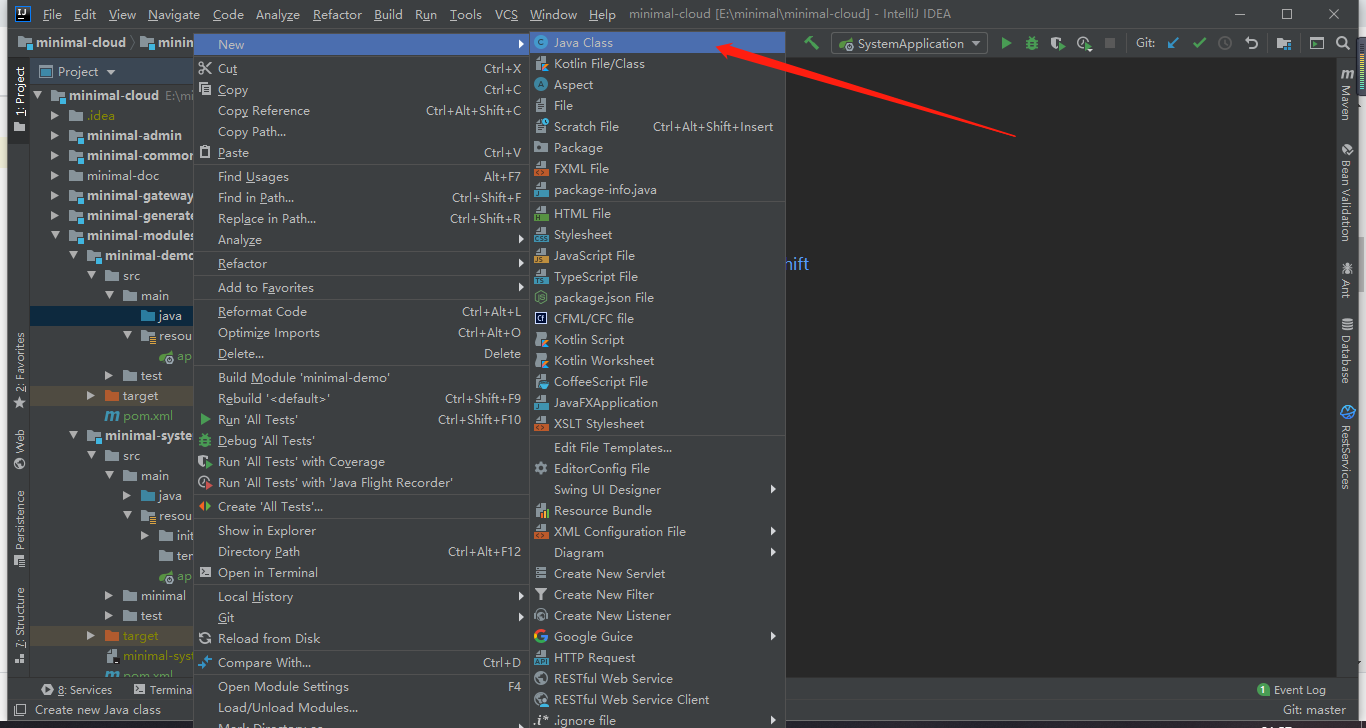 File Edit View Navigate Code Analyze Refactor Build Run Tools VCS Window Help minimal-cloud [E:\minimal\minimal-cloud] - IntelliJ IDEA
minimal-cloud
SystemApplication
Git:
Project
1: Project
2: Favorites
Web
Persistence
7: Structure
minimal-cloud E:\mi
.idea
minimal-admin
minimal-common
minimal-doc
minimal-gateway
minimal-generate
minimal-modules
minimal-demo
src
main
java
resou
ap
test
target
pom.xml
minimal-syste
src
main
java
resou
init
ten
ap
minimal
test
target
minimal-syst
pom.xml
New
Cut Ctrl+X
Copy Ctrl+C
Copy Reference Ctrl+Alt+Shift+C
Copy Path...
Paste Ctrl+V
Find Usages Alt+F7
Find in Path... Ctrl+Shift+F
Replace in Path... Ctrl+Shift+R
Analyze
Refactor
Add to Favorites
Reformat Code Ctrl+Alt+L
Optimize Imports Ctrl+Alt+O
Delete... Delete
Build Module 'minimal-demo'
Rebuild '<default>' Ctrl+Shift+F9
Run 'All Tests' Ctrl+Shift+F10
Debug 'All Tests'
Run 'All Tests' with Coverage
Run 'All Tests' with 'Java Flight Recorder'
Create 'All Tests'...
Show in Explorer
Directory Path Ctrl+Alt+F12
Open in Terminal
Local History
Git
Reload from Disk
Compare With... Ctrl+D
Open Module Settings F4
Load/Unload Modules...
Mark Directory as
Java Class
Kotlin File/Class
Aspect
File
Scratch File Ctrl+Alt+Shift+Insert
Package
FXML File
package-info.java
HTML File
Stylesheet
JavaScript File
TypeScript File
package.json File
CFML/CFC file
Kotlin Script
Kotlin Worksheet
CoffeeScript File
JavaFXApplication
XSLT Stylesheet
Edit File Templates...
EditorConfig File
Swing UI Designer
Resource Bundle
XML Configuration File
Diagram
Create New Servlet
Create New Filter
Create New Listener
Google Guice
HTTP Request
RESTful Web Service
RESTful Web Service Client
.ignore file
hift
Maven
Bean Validation
Ant
Database
RestServices
8: Services Termina
1 Event Log
Create new Java class
Git: master